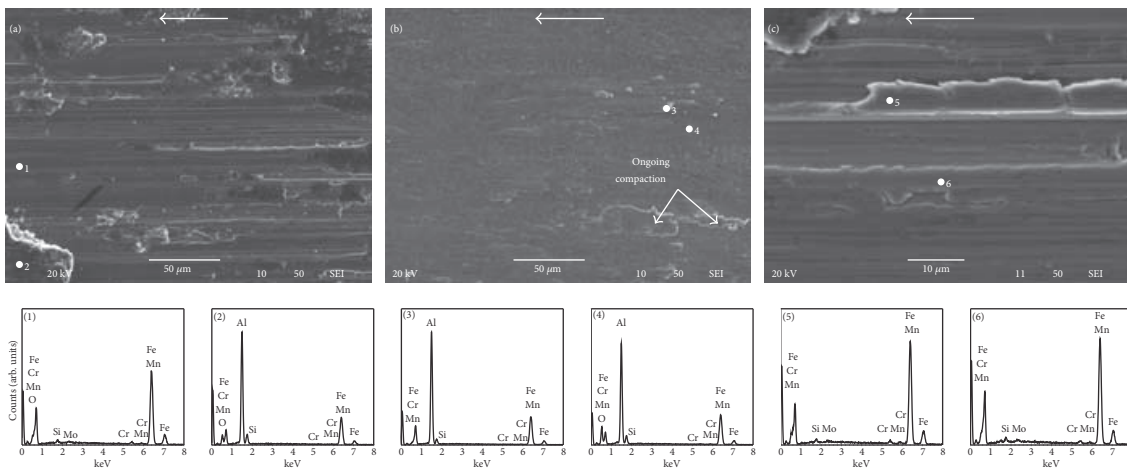 (a)
1
2
20 kV
50 μm
10
50
SEI
(b)
3
4
Ongoing
compaction
20 kV
50 μm
10
50
SEI
(c)
5
6
20 kV
10 μm
11
50
SEI
Counts (arb. units)
(1)
Fe
Cr
Mn
O
Si Mo
Cr
Cr
Mn
Fe
Mn
Fe
0 1 2 3 4 5 6 7 8
keV
(2)
Al
Fe
Cr
Mn
O
Si
Cr
Cr
Mn
Fe
Mn
Fe
0 1 2 3 4 5 6 7 8
keV
(3)
Al
Fe
Cr
Mn
Si
Cr
Cr
Mn
Fe
Mn
Fe
0 1 2 3 4 5 6 7 8
keV
(4)
Al
Fe
Cr
Mn
O
Si
Cr
Cr
Mn
Fe
Mn
Fe
0 1 2 3 4 5 6 7 8
keV
(5)
Fe
Cr
Mn
Si Mo
Cr
Cr
Mn
Fe
Mn
Fe
0 1 2 3 4 5 6 7 8
keV
(6)
Fe
Cr
Mn
Si Mo
Cr
Cr
Mn
Fe
Mn
Fe
0 1 2 3 4 5 6 7
keV